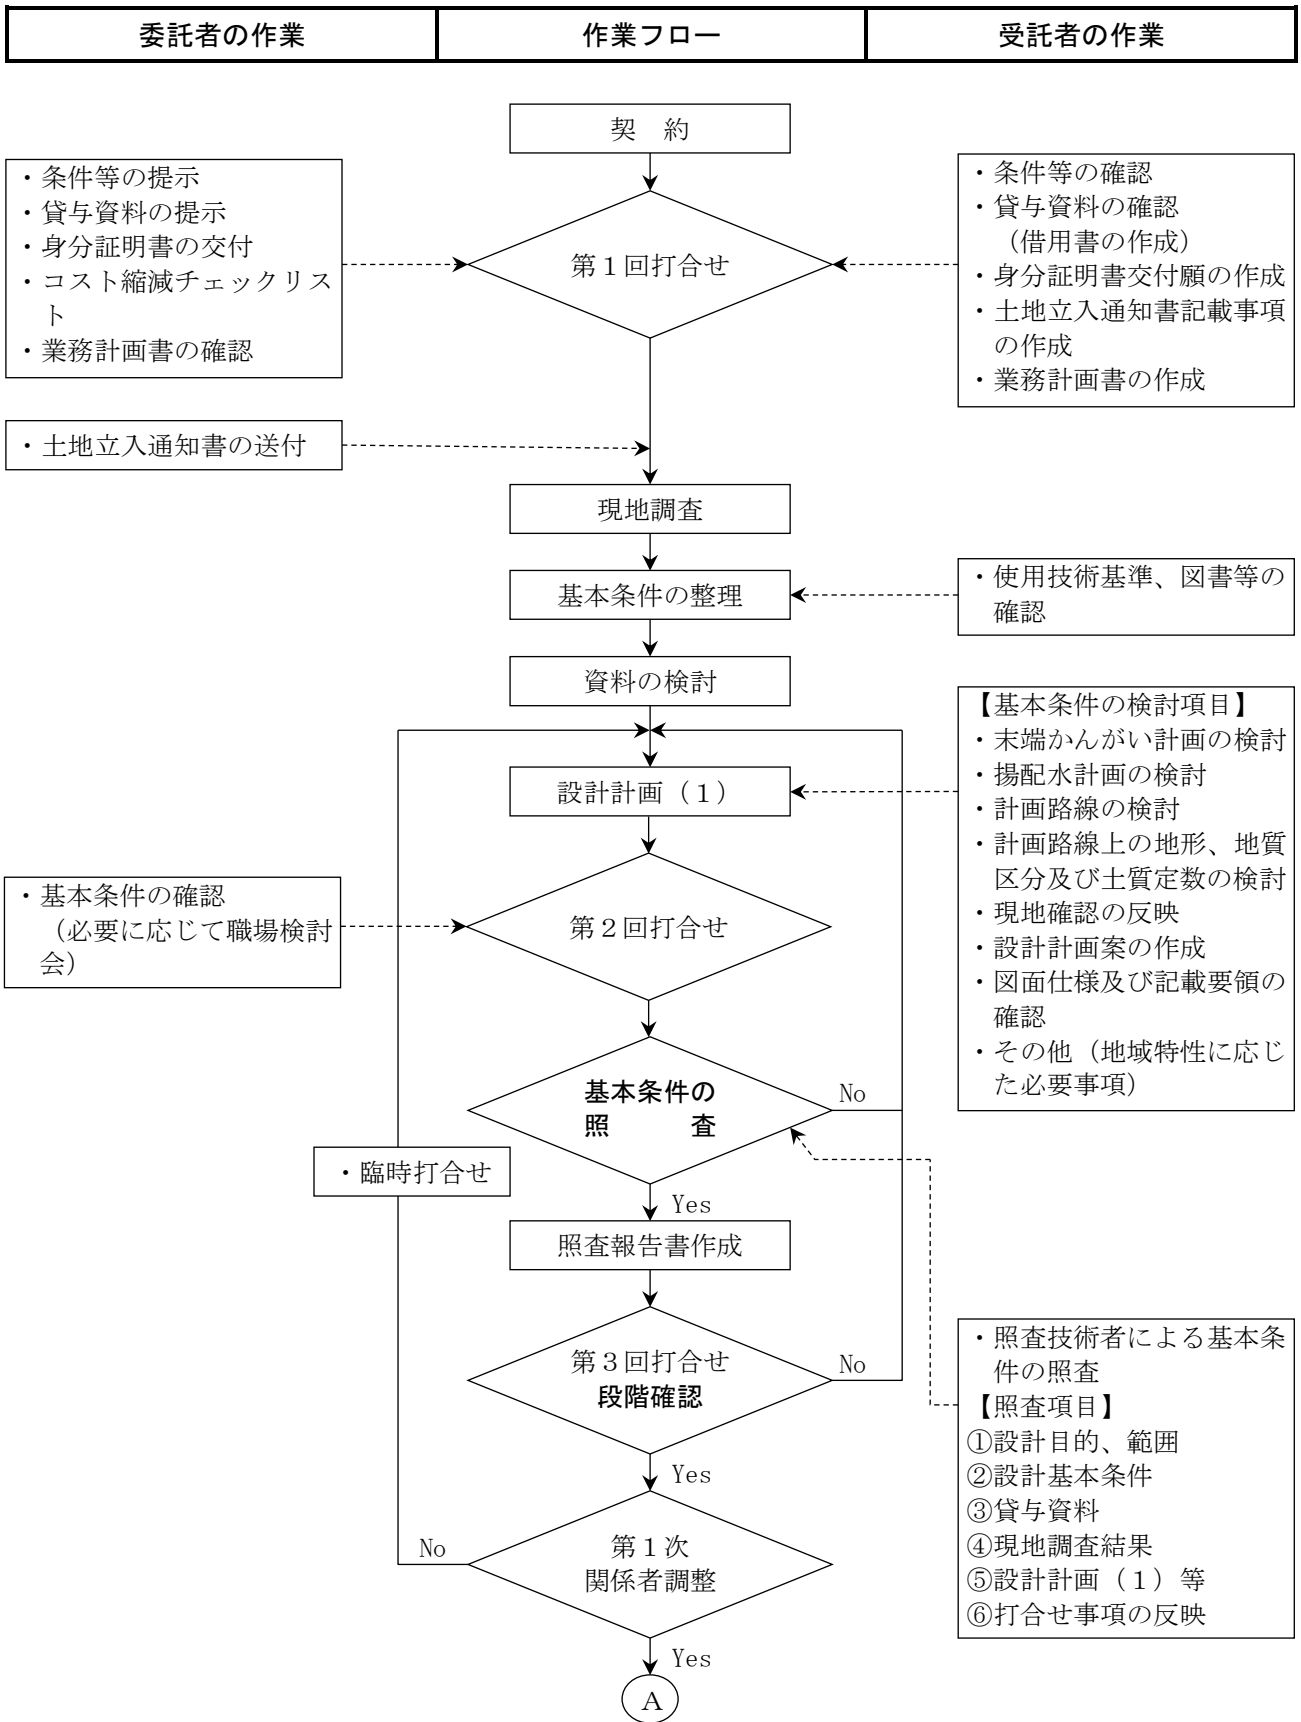 委託者の作業
作業フロー
受託者の作業
契　約
・条件等の提示
・貸与資料の提示
・身分証明書の交付
・コスト縮減チェックリス
ト
・業務計画書の確認
第１回打合せ
・条件等の確認
・貸与資料の確認
（借用書の作成）
・身分証明書交付願の作成
・土地立入通知書記載事項
の作成
・業務計画書の作成
・土地立入通知書の送付
現地調査
基本条件の整理
・使用技術基準、図書等の
確認
資料の検討
設計計画（１）
【基本条件の検討項目】
・末端かんがい計画の検討
・揚配水計画の検討
・計画路線の検討
・計画路線上の地形、地質
区分及び土質定数の検討
・現地確認の反映
・設計計画案の作成
・図面仕様及び記載要領の
確認
・その他（地域特性に応じ
た必要事項）
・基本条件の確認
（必要に応じて職場検討
会）
第２回打合せ
基本条件の
照　　査
No
・臨時打合せ
Yes
照査報告書作成
第３回打合せ
段階確認
No
・照査技術者による基本条
件の照査
【照査項目】
①設計目的、範囲
②設計基本条件
③貸与資料
④現地調査結果
⑤設計計画（１）等
⑥打合せ事項の反映
Yes
No
第１次
関係者調整
Yes
A